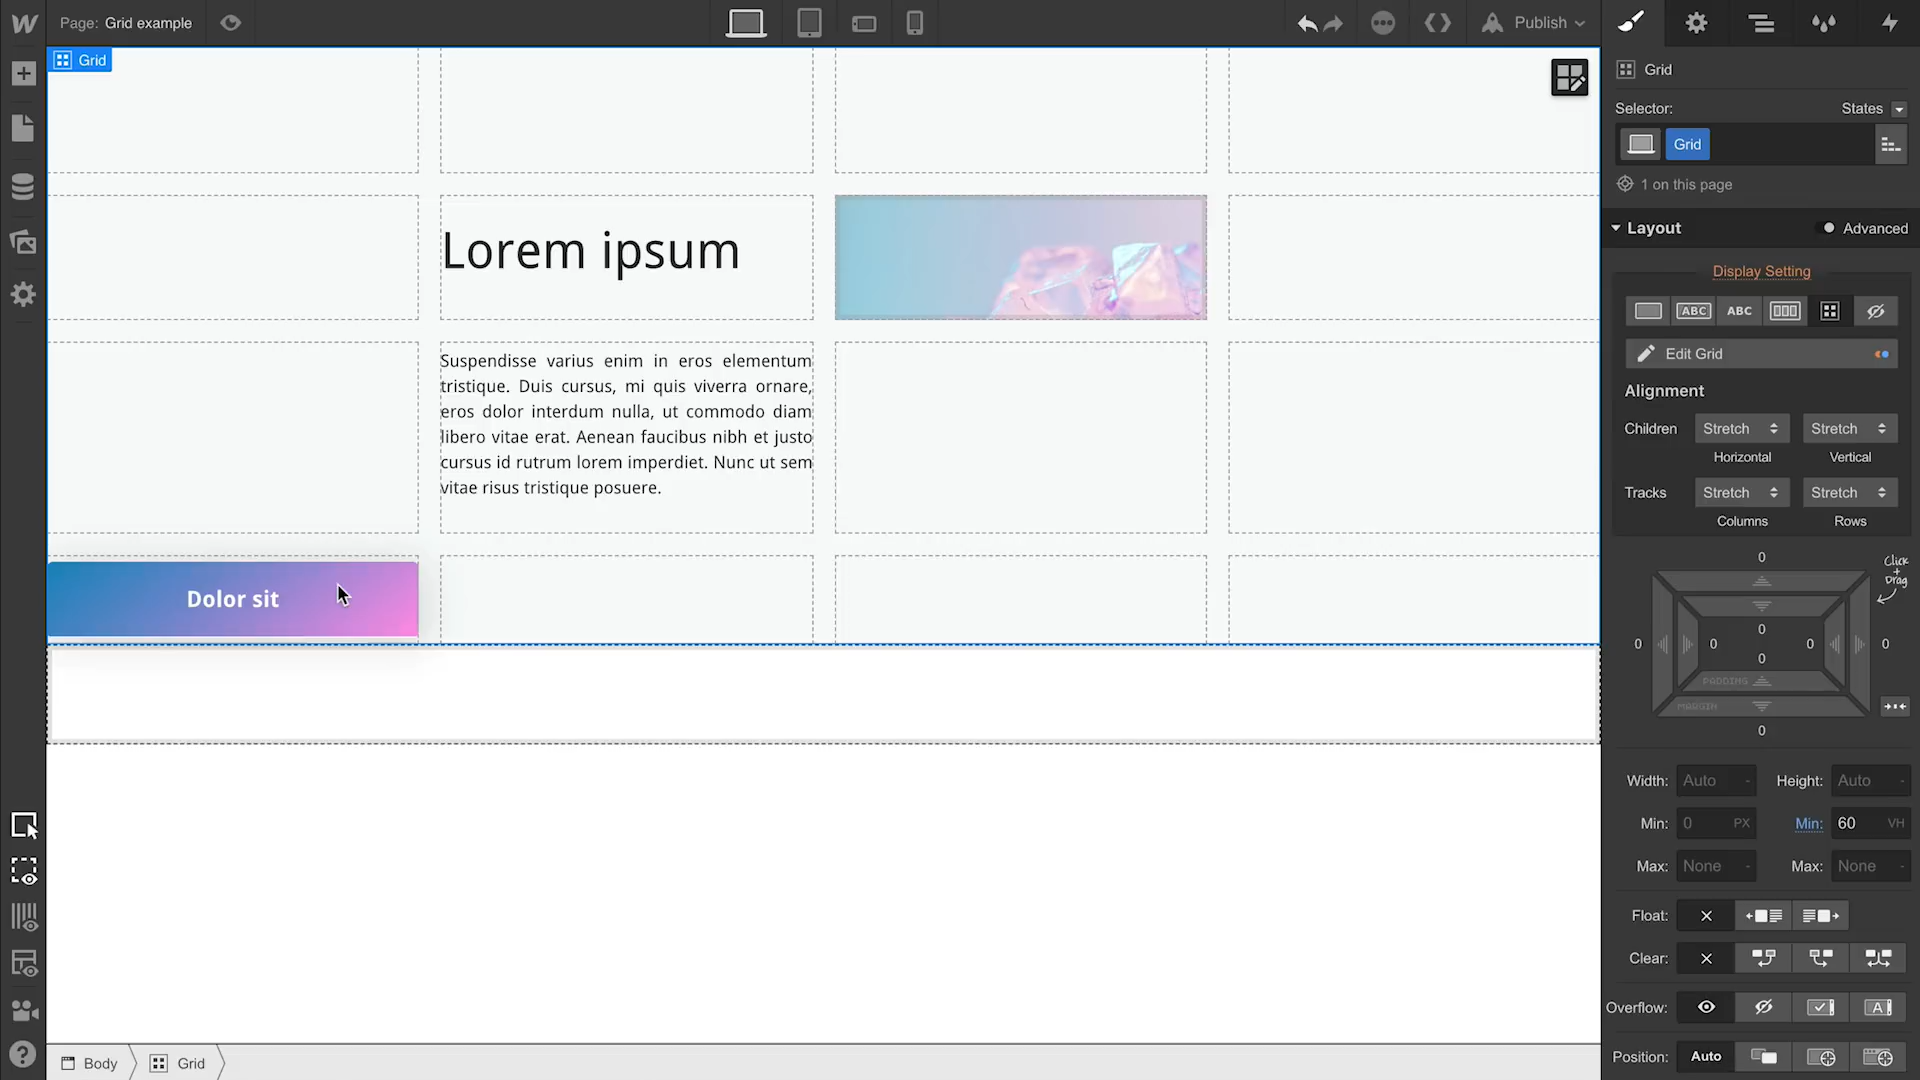 Page: Grid example
Publish
Grid
Lorem ipsum
Suspendisse varius enim in eros elementum
tristique. Duis cursus, mi quis viverra ornare,
eros dolor interdum nulla, ut commodo diam
libero vitae erat. Aenean faucibus nibh et justo
cursus id rutrum lorem imperdiet. Nunc ut sem
vitae risus tristique posuere.
Dolor sit
Body
Grid
Grid
Selector:
States
Grid
1 on this page
Layout
Advanced
Display Setting
ABC
ABC
Edit Grid
Alignment
Children
Stretch
Stretch
Horizontal
Vertical
Tracks
Stretch
Stretch
Columns
Rows
0
Click
+
Drag
0
0
0
0
0
0
PADDING
MARGIN
0
Width: Auto -
Height: Auto -
Min: 0 PX
Min: 60 VH
Max: None -
Max: None -
Float:
Clear:
Overflow:
Position: Auto